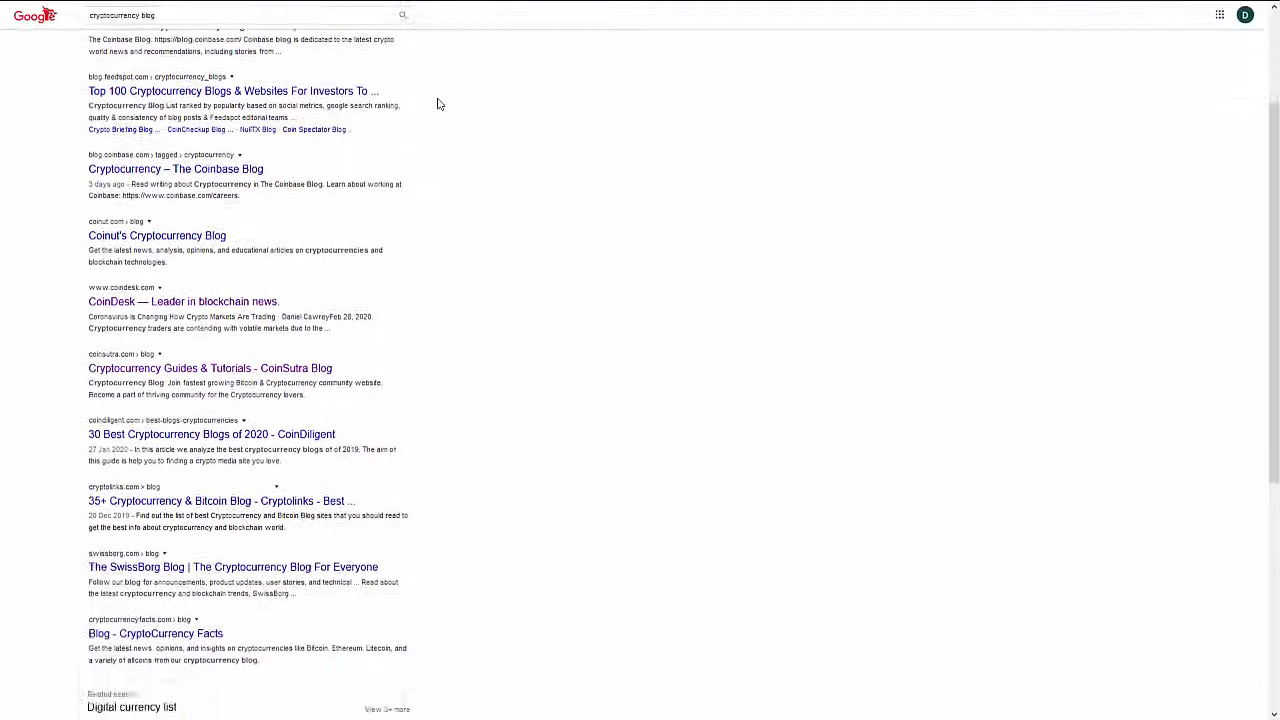 Google
cryptocurrency blog
D
The Coinbase Blog. https://blog.coinbase.com/ Coinbase blog is dedicated to the latest crypto
world news and recommendations, including stories from ...
blog.feedspot.com › cryptocurrency_blogs
Top 100 Cryptocurrency Blogs & Websites For Investors To ...
Cryptocurrency Blog List ranked by popularity based on social metrics, google search ranking,
quality & consistency of blog posts & Feedspot editorial teams ...
Crypto Briefing Blog ... · CoinCheckup Blog ... · NullTX Blog · Coin Spectator Blog ..
blog.coinbase.com › tagged › cryptocurrency
Cryptocurrency – The Coinbase Blog
3 days ago - Read writing about Cryptocurrency in The Coinbase Blog. Learn about working at
Coinbase: https://www.coinbase.com/careers.
coinut.com › blog
Coinut's Cryptocurrency Blog
Get the latest news, analysis, opinions, and educational articles on cryptocurrencies and
blockchain technologies.
www.coindesk.com
CoinDesk — Leader in blockchain news.
Coronavirus Is Changing How Crypto Markets Are Trading · Daniel CawreyFeb 28, 2020.
Cryptocurrency traders are contending with volatile markets due to the ...
coinsutra.com › blog
Cryptocurrency Guides & Tutorials - CoinSutra Blog
Cryptocurrency Blog: Join fastest growing Bitcoin & Cryptocurrency community website.
Become a part of thriving community for the Cryptocurrency lovers.
coindiligent.com › best-blogs-cryptocurrencies
30 Best Cryptocurrency Blogs of 2020 - CoinDiligent
27 Jan 2020 - In this article we analyze the best cryptocurrency blogs of of 2019. The aim of
this guide is help you to finding a crypto media site you love.
cryptolinks.com › blog
35+ Cryptocurrency & Bitcoin Blog - Cryptolinks - Best ...
20 Dec 2019 - Find out the list of best Cryptocurrency and Bitcoin Blog sites that you should read to
get the best info about cryptocurrency and blockchain world.
swissborg.com › blog
The SwissBorg Blog | The Cryptocurrency Blog For Everyone
Follow our blog for announcements, product updates, user stories, and technical ... Read about
the latest cryptocurrency and blockchain trends, SwissBorg ...
cryptocurrencyfacts.com › blog
Blog - CryptoCurrency Facts
Get the latest news, opinions, and insights on cryptocurrencies like Bitcoin, Ethereum, Litecoin, and
a variety of altcoins from our cryptocurrency blog.
Related
Digital currency list
View 3+ more